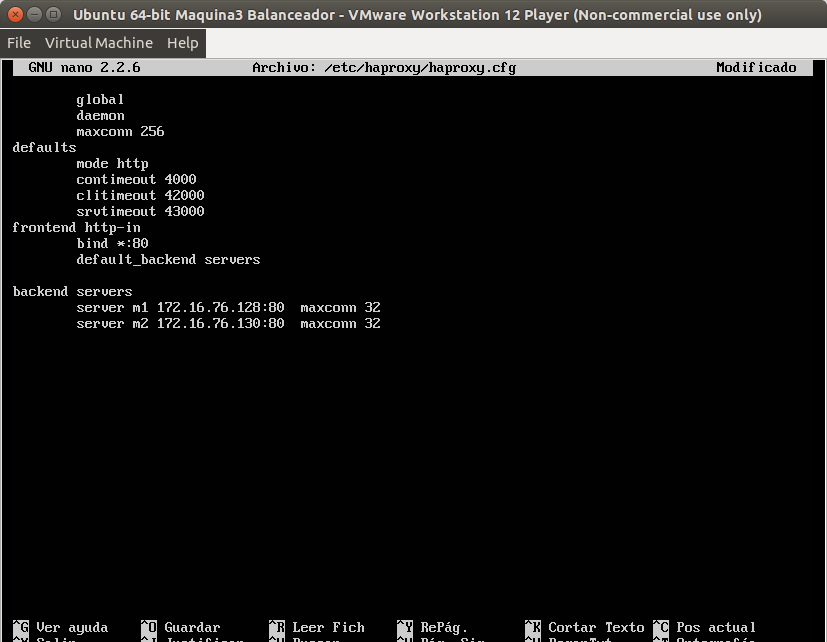 Ubuntu 64-bit Maquina3 Balanceador - VMware Workstation 12 Player (Non-commercial use only)
File Virtual Machine Help
GNU nano 2.2.6 Archivo: /etc/haproxy/haproxy.cfg Modificado
global
daemon
maxconn 256
defaults
mode http
contimeout 4000
clitimeout 42000
srvtimeout 43000
frontend http-in
bind *:80
default_backend servers
backend servers
server m1 172.16.76.128:80 maxconn 32
server m2 172.16.76.130:80 maxconn 32
^G Ver ayuda ^O Guardar ^R Leer Fich ^Y RePág. ^K Cortar Texto ^C Pos actual